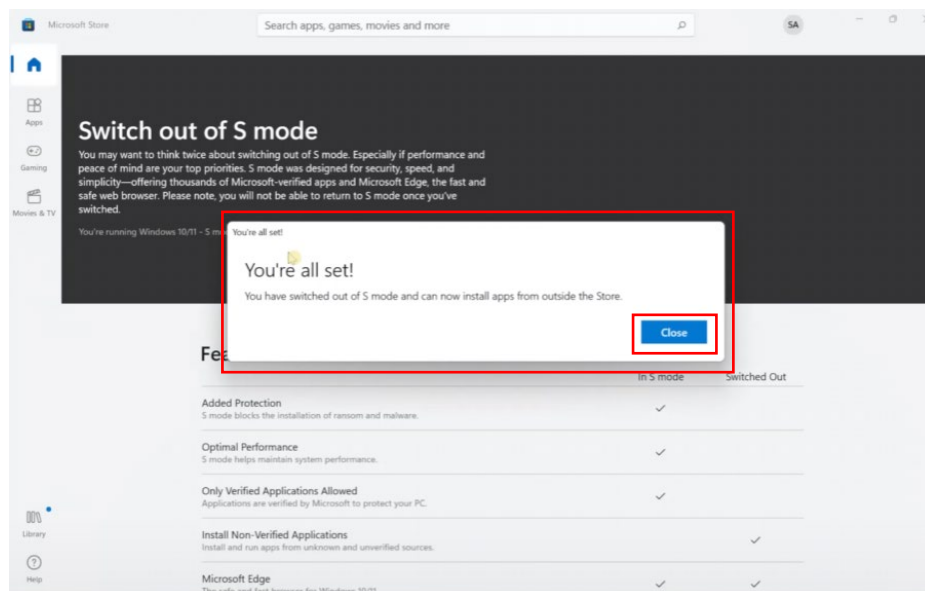 Microsoft Store
Search apps, games, movies and more
SA
Apps
Gaming
Movies & TV
Switch out of S mode
You may want to think twice about switching out of S mode. Especially if performance and
peace of mind are your top priorities. S mode was designed for security, speed, and
simplicity—offering thousands of Microsoft-verified apps and Microsoft Edge, the fast and
safe web browser. Please note, you will not be able to return to S mode once you've
switched.
You're running Windows 10/11 - S
You're all set!
You're all set!
You have switched out of S mode and can now install apps from outside the Store.
Close
In S mode
Switched Out
Added Protection
S mode blocks the installation of ransom and malware.
Optimal Performance
S mode helps maintain system performance.
Only Verified Applications Allowed
Applications are verified by Microsoft to protect your PC.
Install Non-Verified Applications
Install and run apps from unknown and unverified sources.
Microsoft Edge
Library
Help